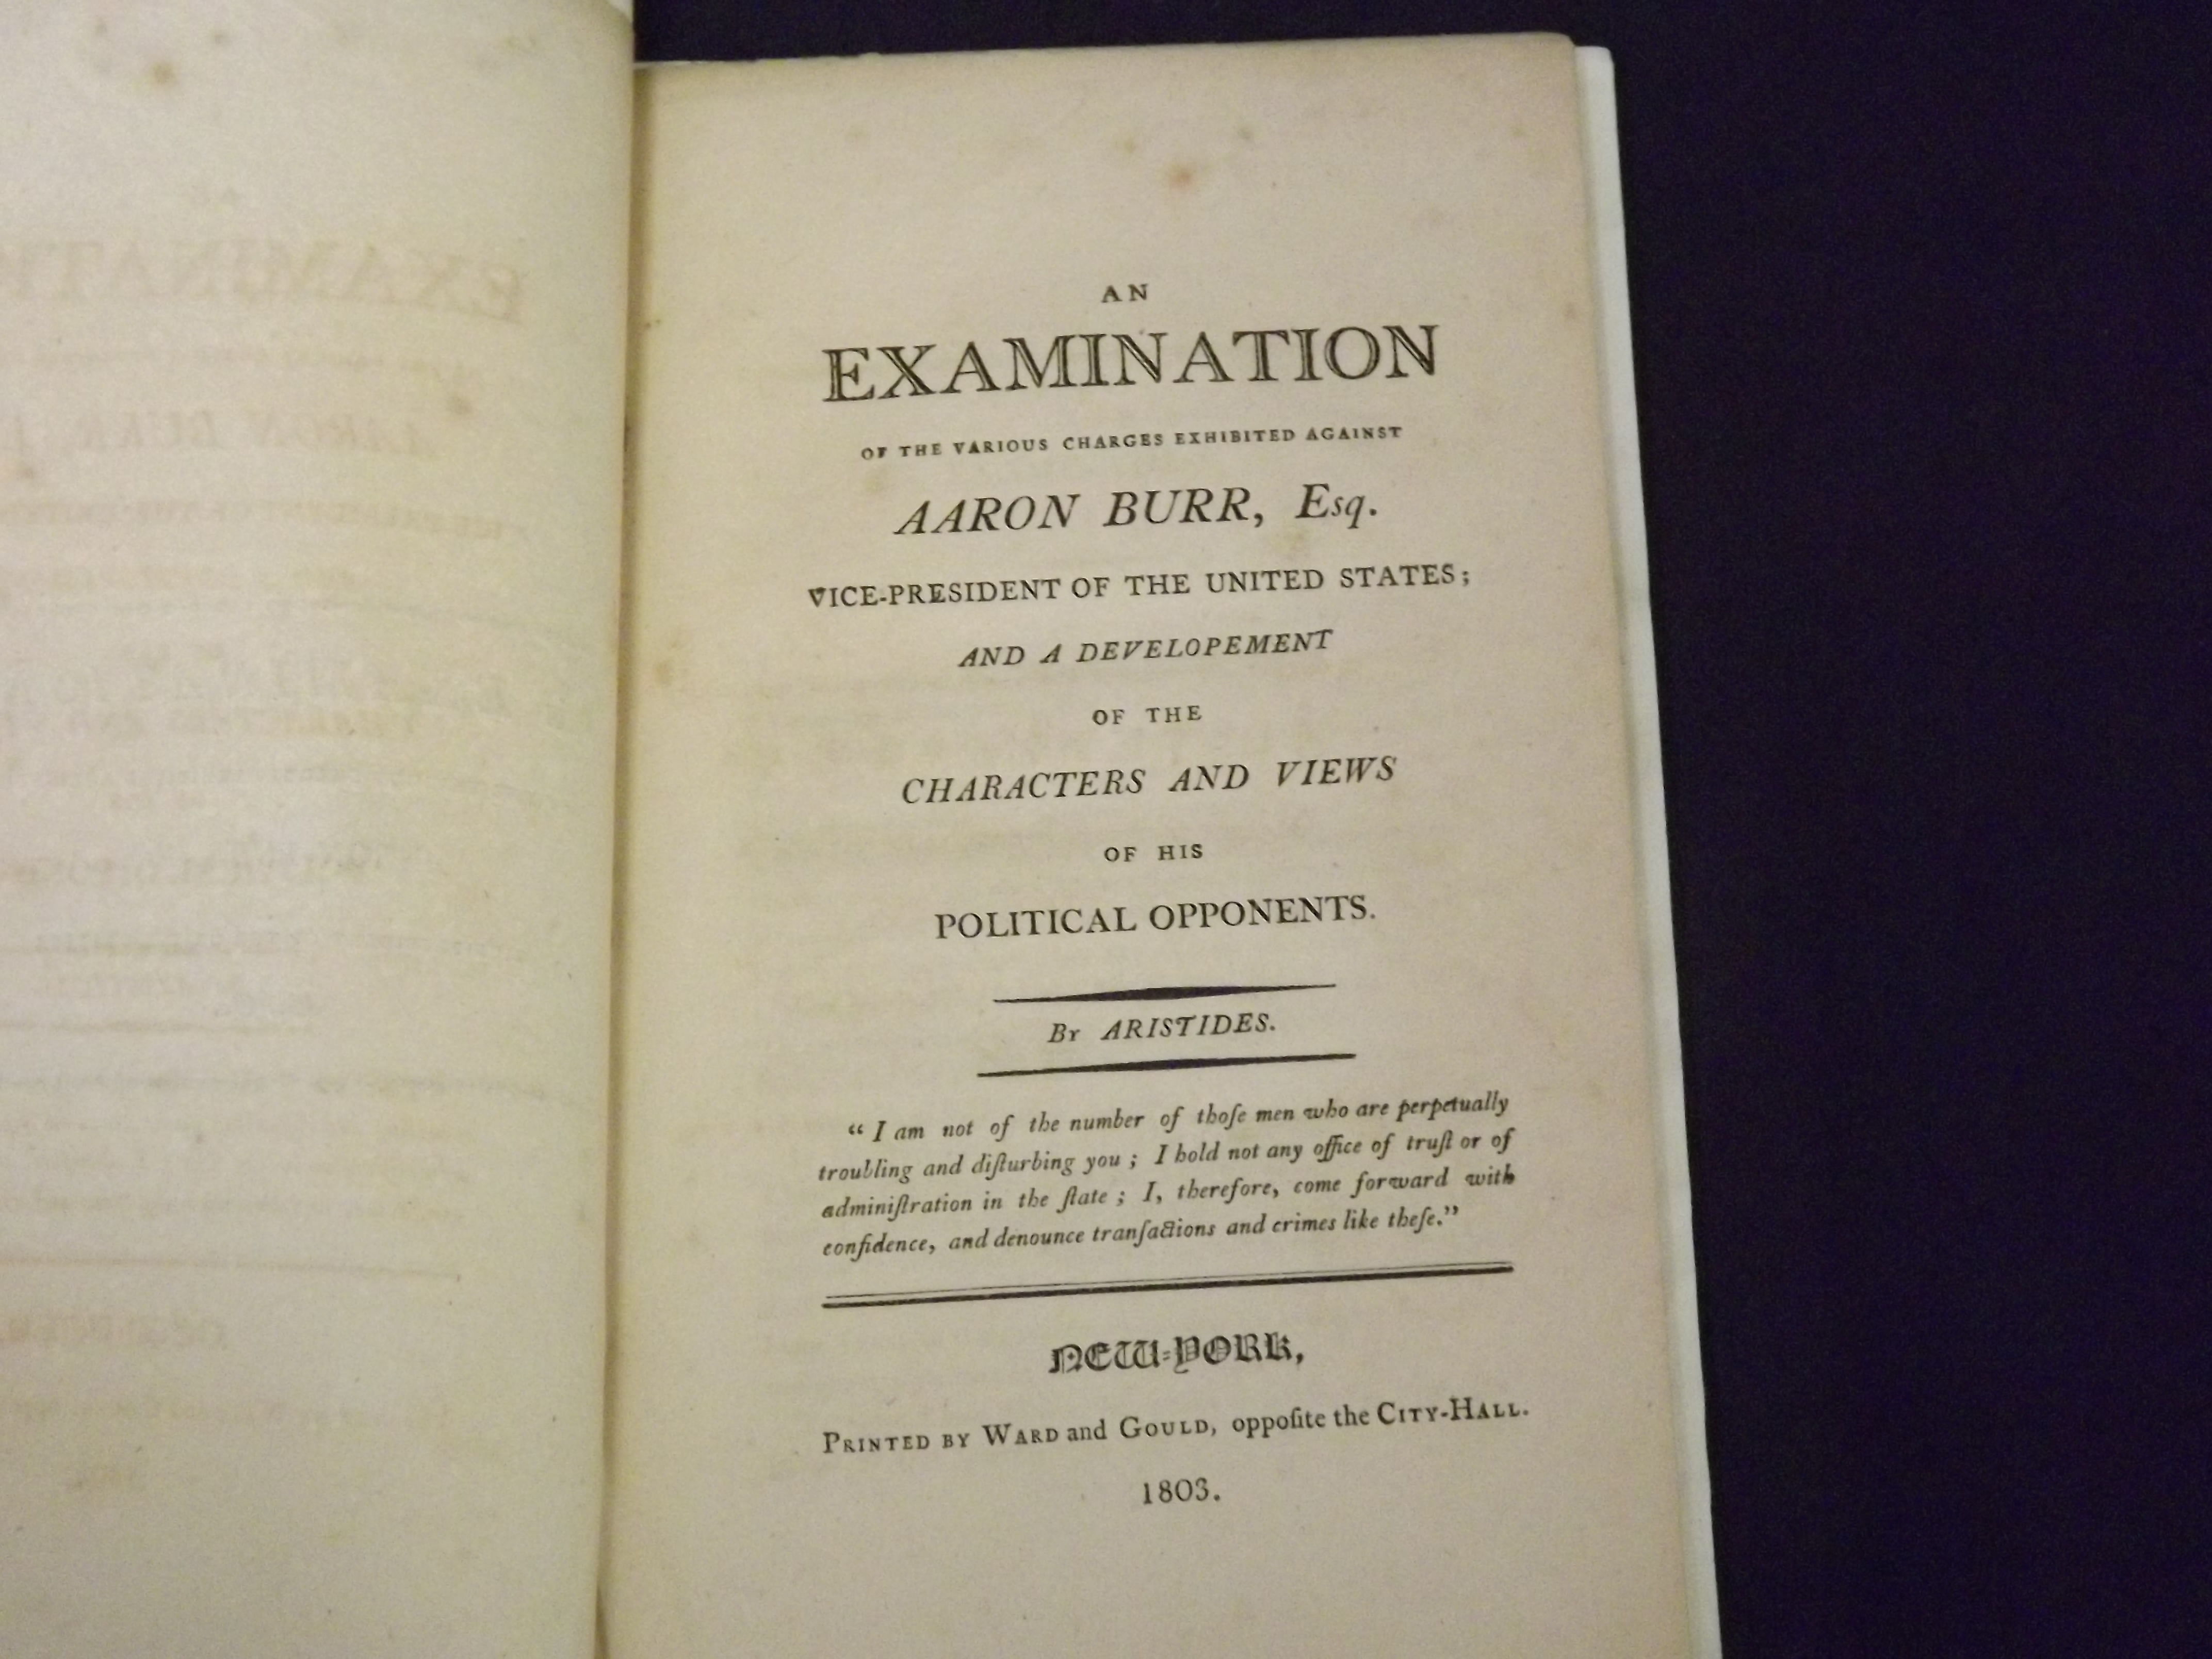 AN
EXAMINATION
OF THE VARIOUS CHARGES EXHIBITED AGAINST
AARON BURR, Esq.
VICE-PRESIDENT OF THE UNITED STATES;
AND A DEVELOPEMENT
OF THE
CHARACTERS AND VIEWS
OF HIS
POLITICAL OPPONENTS.
By ARISTIDES.
“ I am not of the number of thoſe men who are perpetually
troubling and diſturbing you ; I hold not any office of truſt or of
adminiſtration in the ſtate ; I, therefore, come forward with
confidence, and denounce tranſactions and crimes like theſe.”
NEW-YORK,
PRINTED BY WARD and GOULD, oppoſite the CITY-HALL.
1803.